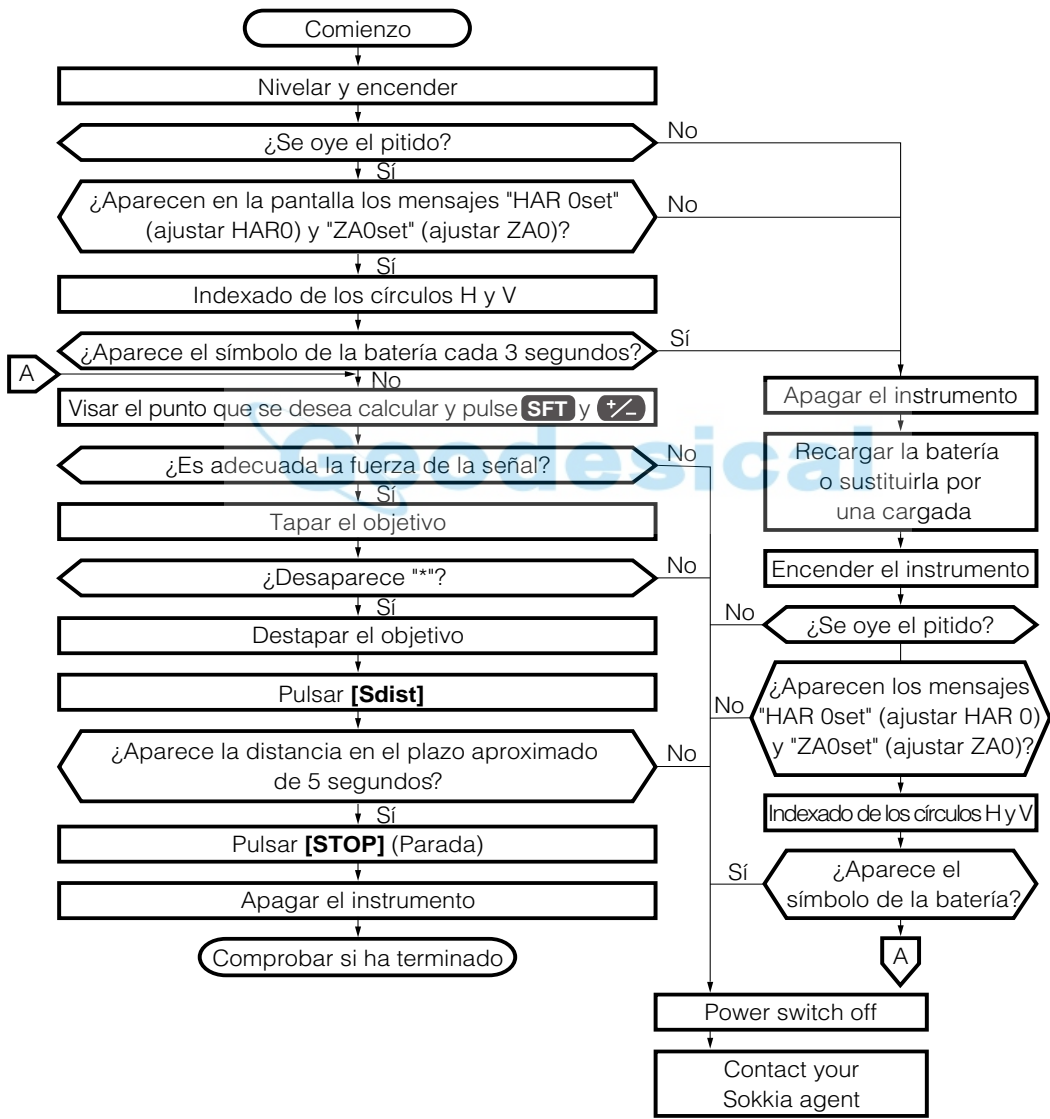 Comienzo
Nivelar y encender
¿Se oye el pitido?
No
Sí
¿Aparecen en la pantalla los mensajes "HAR 0set"
(ajustar HAR0) y "ZA0set" (ajustar ZA0)?
No
Sí
Indexado de los círculos H y V
¿Aparece el símbolo de la batería cada 3 segundos?
Sí
A
No
Visar el punto que se desea calcular y pulse SFT y +/−
¿Es adecuada la fuerza de la señal?
No
Sí
Tapar el objetivo
¿Desaparece "*"?
No
Sí
Destapar el objetivo
Pulsar [Sdist]
¿Aparece la distancia en el plazo aproximado
de 5 segundos?
No
Sí
Pulsar [STOP] (Parada)
Apagar el instrumento
Comprobar si ha terminado
Apagar el instrumento
Recargar la batería
o sustituirla por
una cargada
Encender el instrumento
No
¿Se oye el pitido?
No
¿Aparecen los mensajes
"HAR 0set" (ajustar HAR 0)
y "ZA0set" (ajustar ZA0)?
Indexado de los círculos H y V
Sí
¿Aparece el
símbolo de la batería?
A
Power switch off
Contact your
Sokkia agent
Geodesical